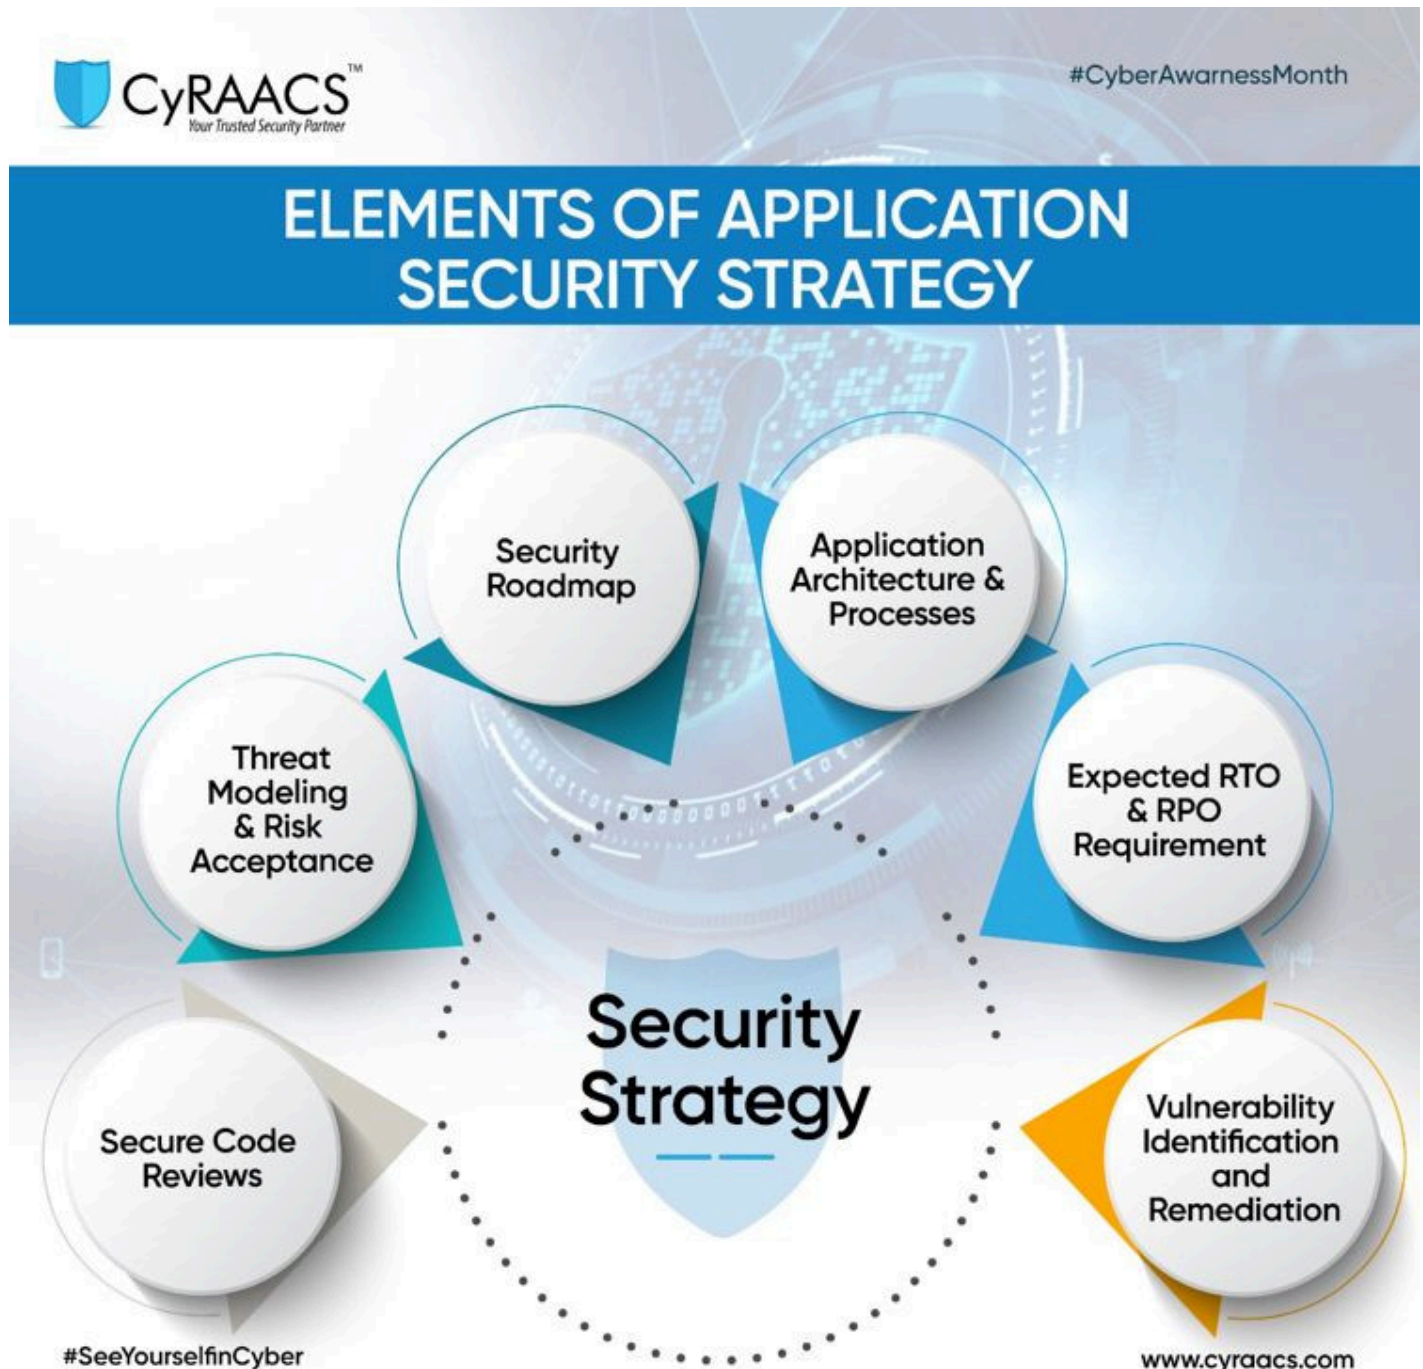 CyRAACS™
Your Trusted Security Partner
#CyberAwarnessMonth
ELEMENTS OF APPLICATION
SECURITY STRATEGY
Security
Roadmap
Application
Architecture &
Processes
Threat
Modeling
& Risk
Acceptance
Expected RTO
& RPO
Requirement
Secure Code
Reviews
Security
Strategy
Vulnerability
Identification
and
Remediation
#SeeYourselfinCyber
www.cyraacs.com